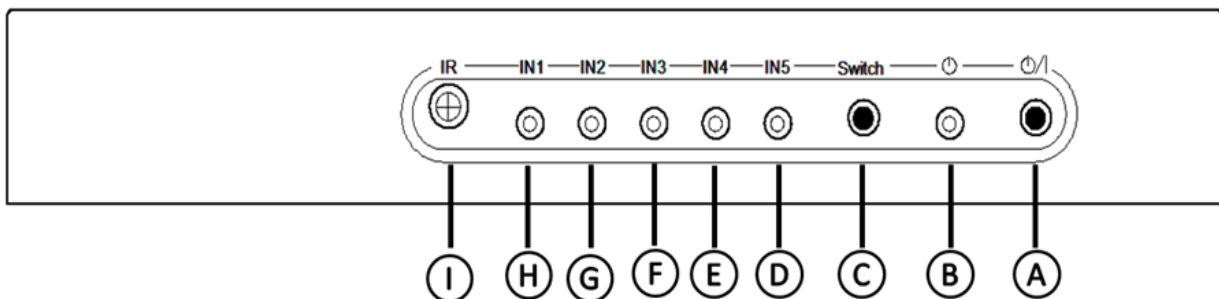 IR IN1 IN2 IN3 IN4 IN5 Switch ⏻ ⏻/|
I H G F E D C B A